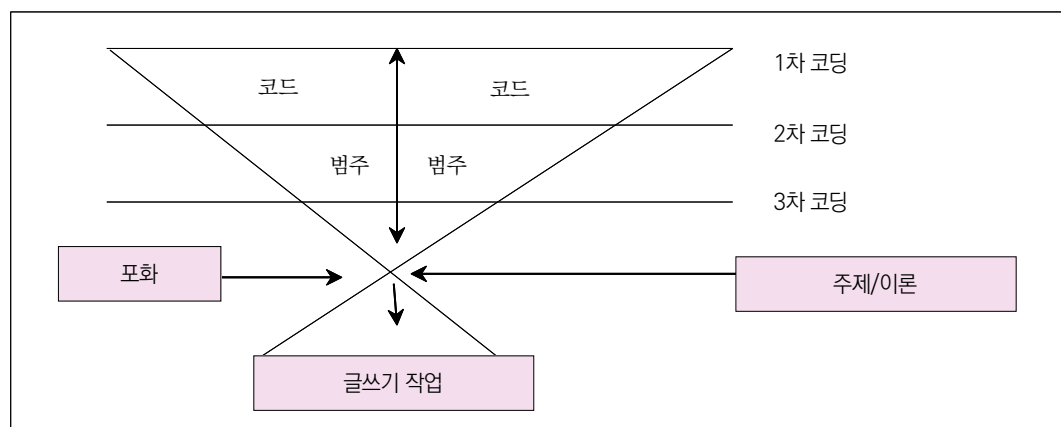 1차 코딩
코드
코드
2차 코딩
범주
범주
3차 코딩
포화
주제/이론
글쓰기 작업